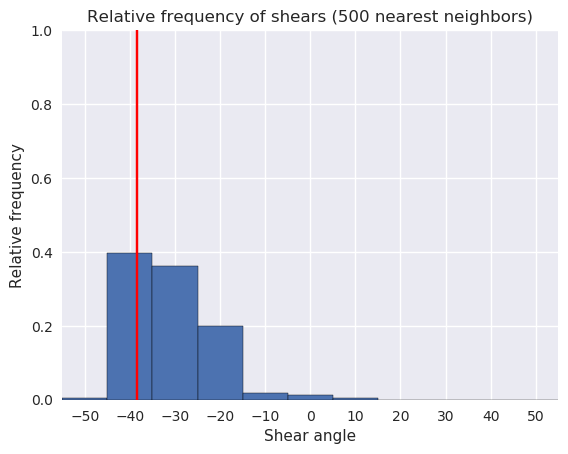 Relative frequency of shears (500 nearest neighbors)
1.0
0.8
0.6
0.4
0.2
0.0
Relative frequency
−50 −40 −30 −20 −10 0 10 20 30 40 50
Shear angle